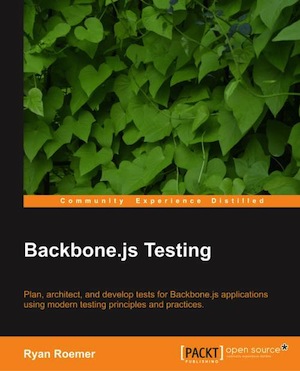 Community Experience Distilled
Backbone.js Testing
Plan, architect, and develop tests for Backbone.js applications
using modern testing principles and practices.
Ryan Roemer
[PACKT] open source*
PUBLISHING